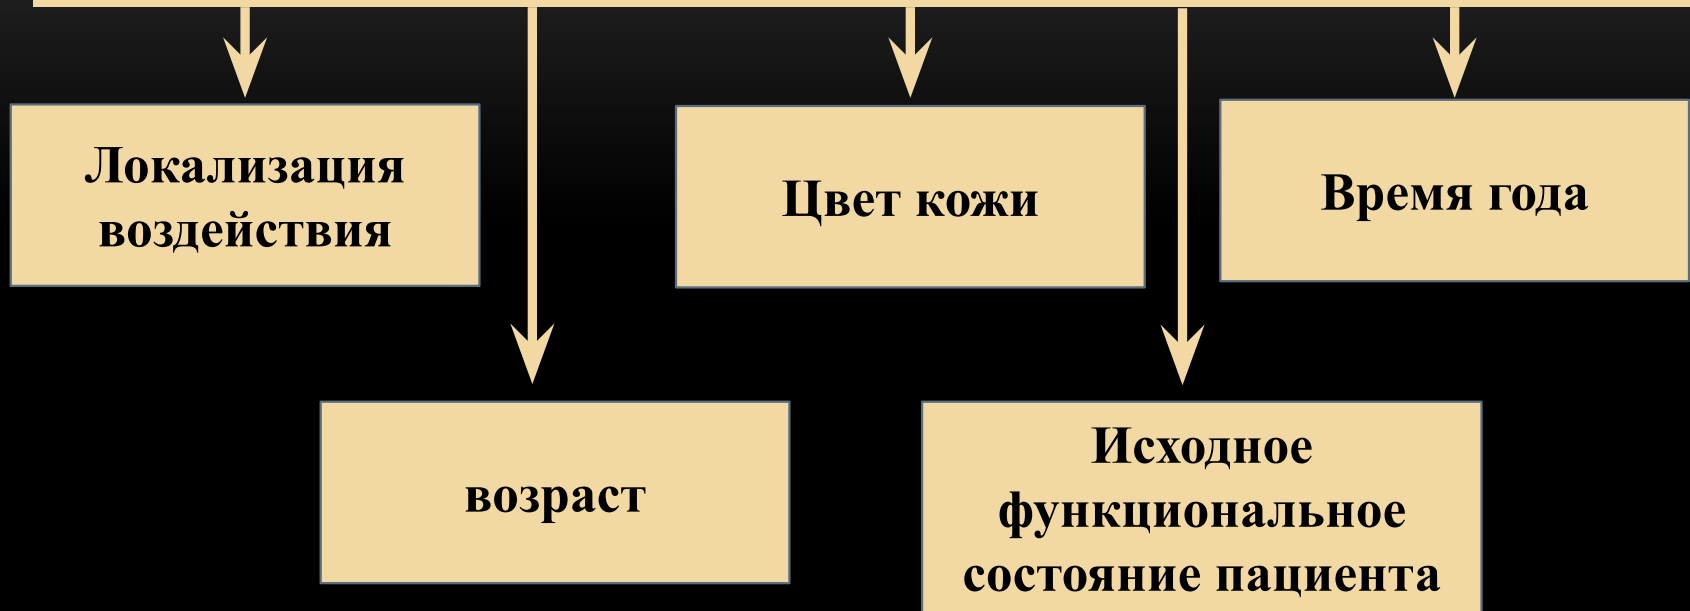 Локализация
воздействия
Цвет кожи
Время года
возраст
Исходное
функциональное
состояние пациента